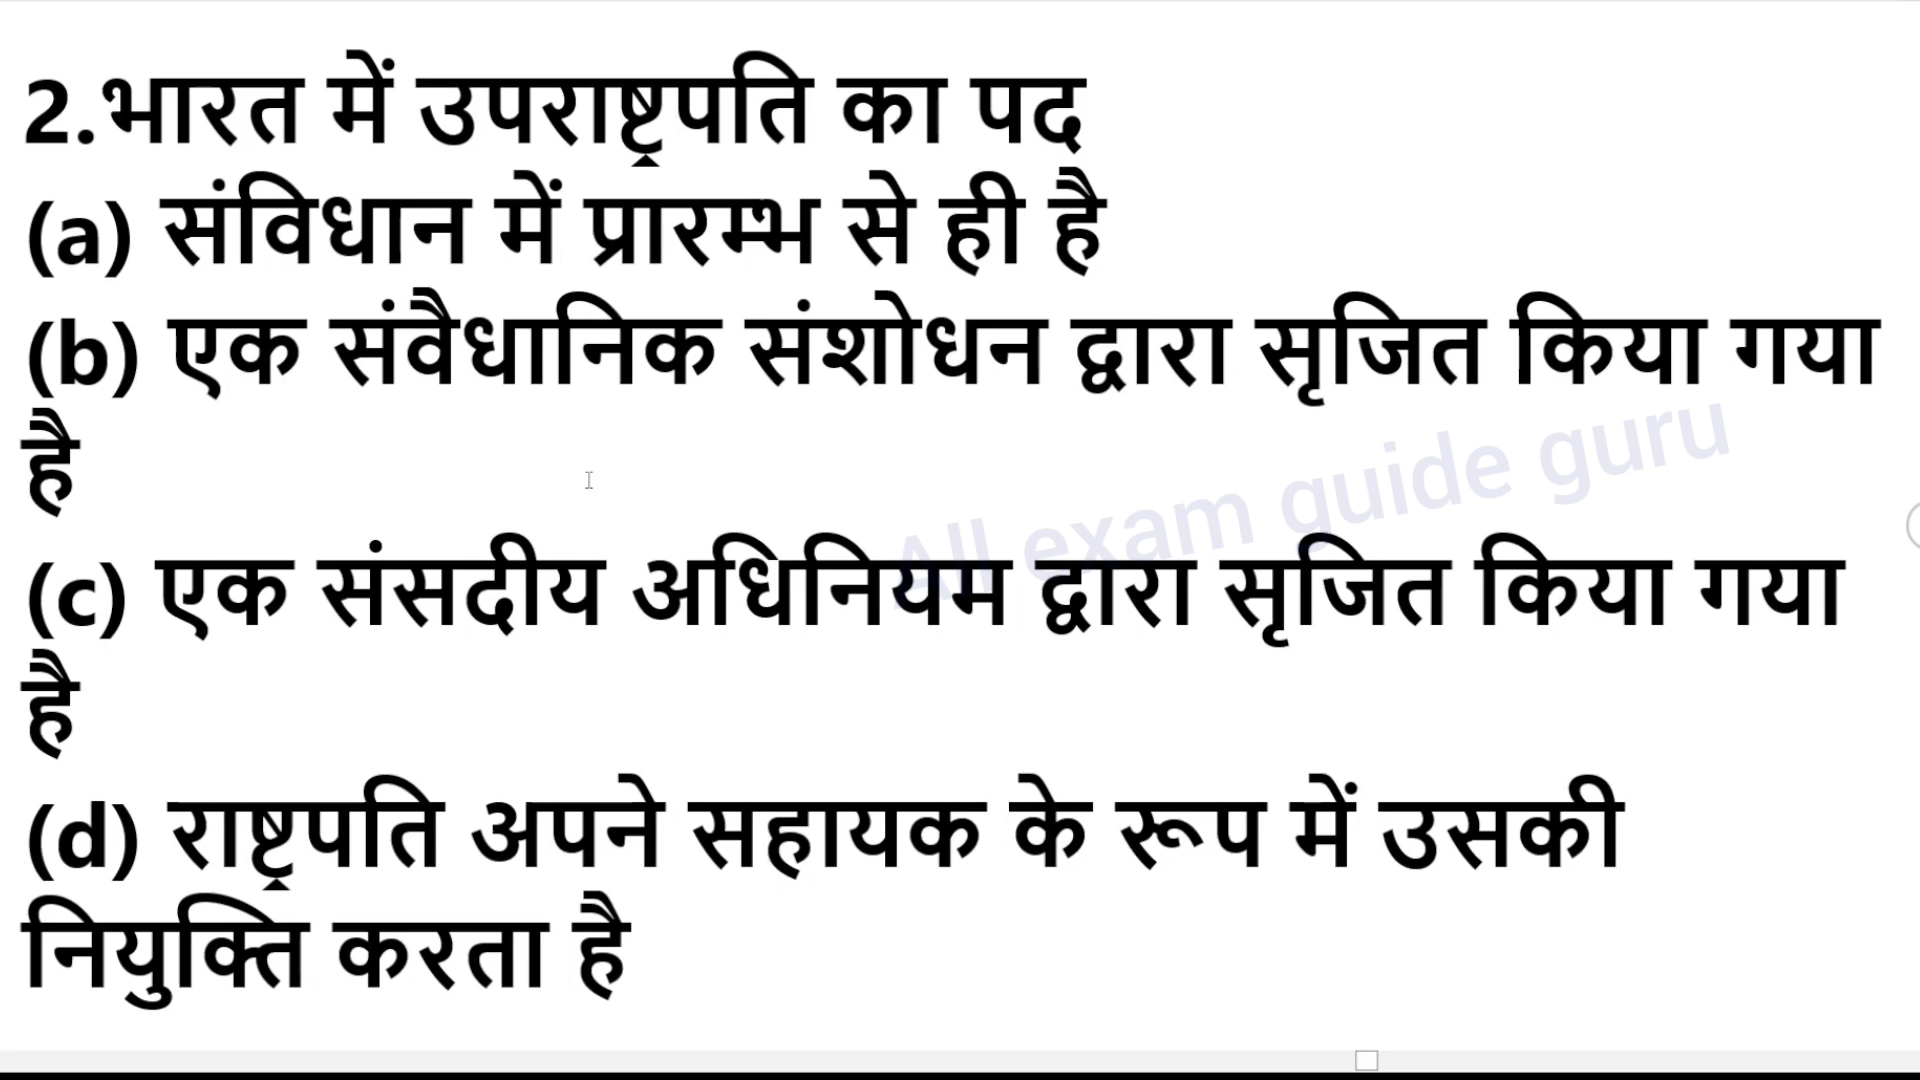 2.भारत में उपराष्ट्रपति का पद
(a) संविधान में प्रारम्भ से ही है
(b) एक संवैधानिक संशोधन द्वारा सृजित किया गया
है
All exam guide guru
(c) एक संसदीय अधिनियम द्वारा सृजित किया गया
है
(d) राष्ट्रपति अपने सहायक के रूप में उसकी
नियुक्ति करता है